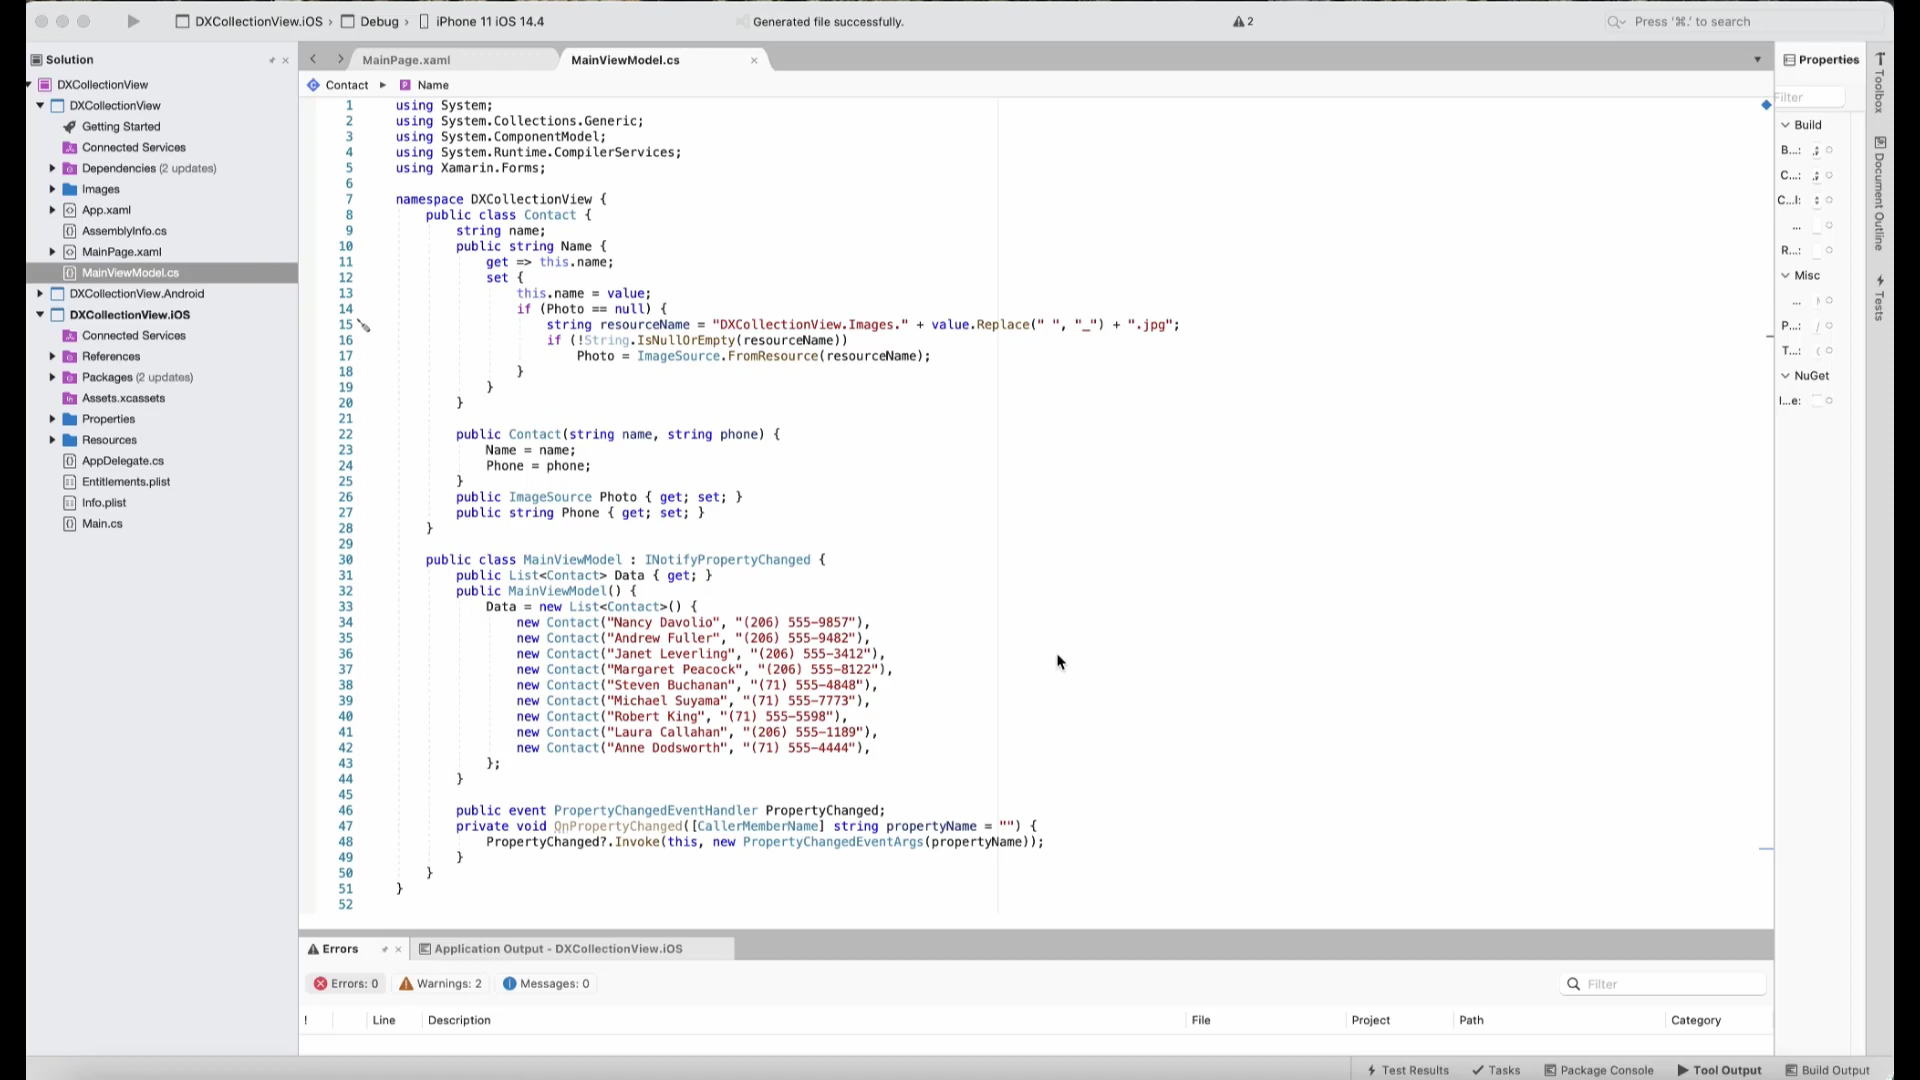 DXCollectionView.iOS › Debug › iPhone 11 iOS 14.4
Generated file successfully.
2
Press '⌘.' to search
Solution
DXCollectionView
DXCollectionView
Getting Started
Connected Services
Dependencies (2 updates)
Images
App.xaml
AssemblyInfo.cs
MainPage.xaml
MainViewModel.cs
DXCollectionView.Android
DXCollectionView.iOS
Connected Services
References
Packages (2 updates)
Assets.xcassets
Properties
Resources
AppDelegate.cs
Entitlements.plist
Info.plist
Main.cs
MainPage.xaml
MainViewModel.cs
Contact
Name
1 using System;
2 using System.Collections.Generic;
3 using System.ComponentModel;
4 using System.Runtime.CompilerServices;
5 using Xamarin.Forms;
6
7 namespace DXCollectionView {
8 public class Contact {
9 string name;
10 public string Name {
11 get => this.name;
12 set {
13 this.name = value;
14 if (Photo == null) {
15 string resourceName = "DXCollectionView.Images." + value.Replace(" ", "_") + ".jpg";
16 if (!String.IsNullOrEmpty(resourceName))
17 Photo = ImageSource.FromResource(resourceName);
18 }
19 }
20 }
21
22 public Contact(string name, string phone) {
23 Name = name;
24 Phone = phone;
25 }
26 public ImageSource Photo { get; set; }
27 public string Phone { get; set; }
28 }
29
30 public class MainViewModel : INotifyPropertyChanged {
31 public List<Contact> Data { get; }
32 public MainViewModel() {
33 Data = new List<Contact>() {
34 new Contact("Nancy Davolio", "(206) 555-9857"),
35 new Contact("Andrew Fuller", "(206) 555-9482"),
36 new Contact("Janet Leverling", "(206) 555-3412"),
37 new Contact("Margaret Peacock", "(206) 555-8122"),
38 new Contact("Steven Buchanan", "(71) 555-4848"),
39 new Contact("Michael Suyama", "(71) 555-7773"),
40 new Contact("Robert King", "(71) 555-5598"),
41 new Contact("Laura Callahan", "(206) 555-1189"),
42 new Contact("Anne Dodsworth", "(71) 555-4444"),
43 };
44 }
45
46 public event PropertyChangedEventHandler PropertyChanged;
47 private void OnPropertyChanged([CallerMemberName] string propertyName = "") {
48 PropertyChanged?.Invoke(this, new PropertyChangedEventArgs(propertyName));
49 }
50 }
51 }
52
Properties
Filter
Build
B...:
C...:
C...l:
...
R...:
Misc
...
P...:
T...:
NuGet
I...e:
Toolbox
Document Outline
Tests
Errors
Application Output - DXCollectionView.iOS
Errors: 0
Warnings: 2
Messages: 0
Filter
! Line Description File Project Path Category
Test Results Tasks Package Console Tool Output Build Output